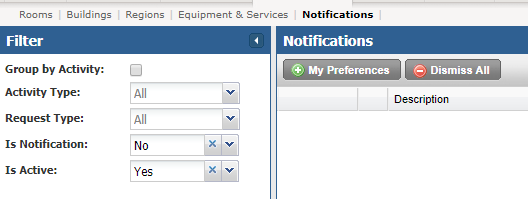 Rooms | Buildings | Regions | Equipment & Services | Notifications |
Filter
Group by Activity:
Activity Type: All
Request Type: All
Is Notification: No
Is Active: Yes
Notifications
My Preferences Dismiss All
Description